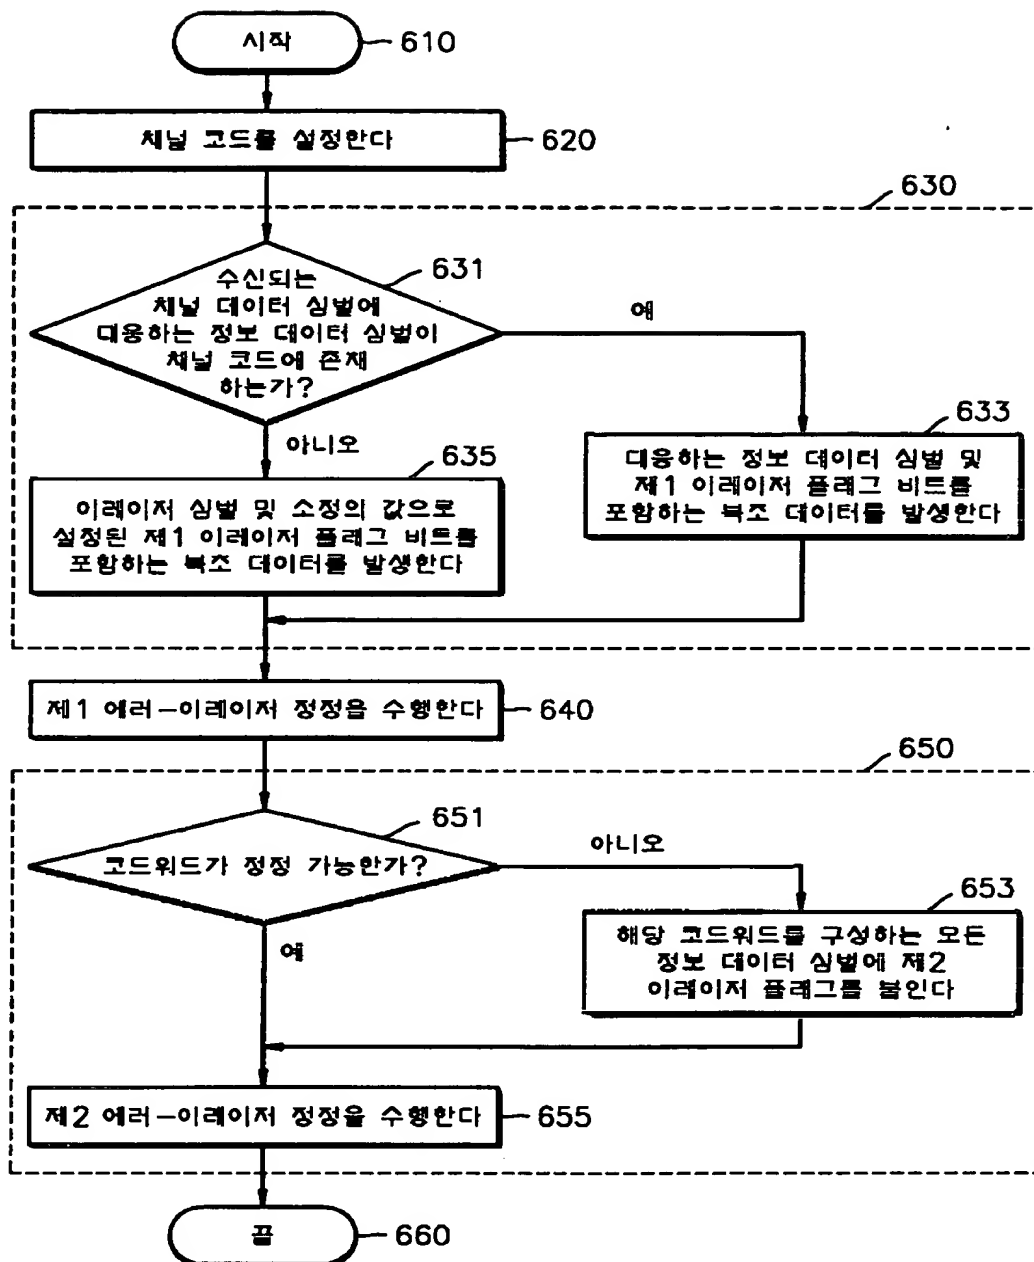 시작
610
채널 코드를 설정한다
620
630
631
수신되는
채널 데이터 심벌에
대응하는 정보 데이터 심벌이
채널 코드에 존재
하는가?
예
아니오
633
대응하는 정보 데이터 심벌 및
제1 이레이저 플래그 비트를
포함하는 복조 데이터를 발생한다
635
이레이저 심벌 및 소정의 값으로
설정된 제1 이레이저 플래그 비트를
포함하는 복조 데이터를 발생한다
제1 에러-이레이저 정정을 수행한다
640
650
651
코드워드가 정정 가능한가?
아니오
예
653
해당 코드워드를 구성하는 모든
정보 데이터 심벌에 제2
이레이저 플래그를 붙인다
제2 에러-이레이저 정정을 수행한다
655
끝
660